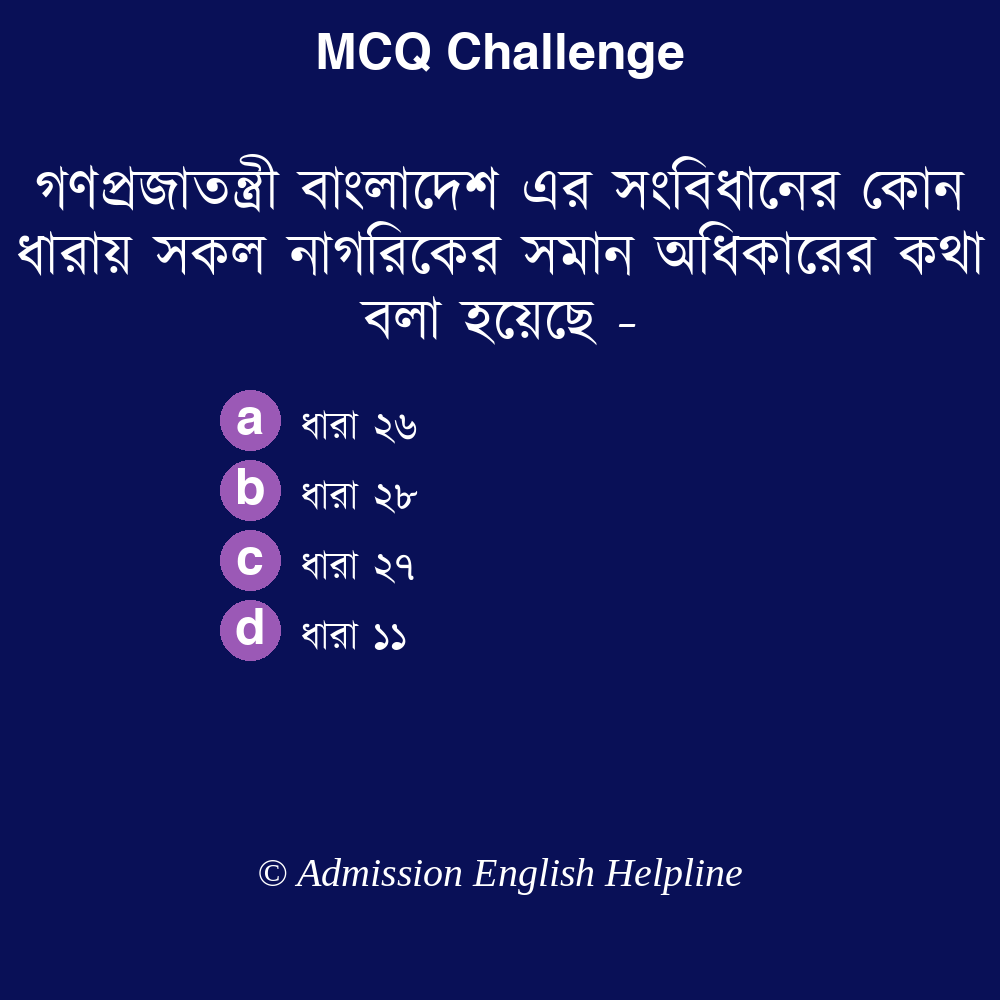 MCQ Challenge
গণপ্রজাতন্ত্রী বাংলাদেশ এর সংবিধানের কোন
ধারায় সকল নাগরিকের সমান অধিকারের কথা
বলা হয়েছে -
a ধারা ২৬
b ধারা ২৮
c ধারা ২৭
d ধারা ১১
© Admission English Helpline